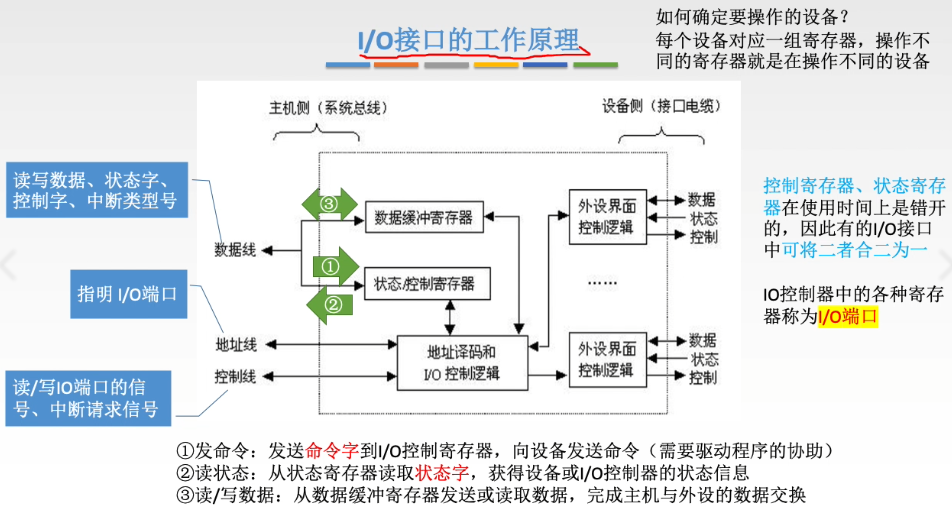 I/O接口的工作原理
如何确定要操作的设备？
每个设备对应一组寄存器，操作不
同的寄存器就是在操作不同的设备
主机侧（系统总线）
设备侧（接口电缆）
读写数据、状态字、
控制字、中断类型号
指明 I/O端口
读/写IO端口的信
号、中断请求信号
数据线
地址线
控制线
③
①
②
数据缓冲寄存器
状态/控制寄存器
地址译码和
I/O 控制逻辑
外设界面
控制逻辑
数据
状态
控制
……
外设界面
控制逻辑
数据
状态
控制
控制寄存器、状态寄存
器在使用时间上是错开
的，因此有的I/O接口
中可将二者合二为一
IO控制器中的各种寄存
器称为I/O端口
①发命令：发送命令字到I/O控制寄存器，向设备发送命令（需要驱动程序的协助）
②读状态：从状态寄存器读取状态字，获得设备或I/O控制器的状态信息
③读/写数据：从数据缓冲寄存器发送或读取数据，完成主机与外设的数据交换